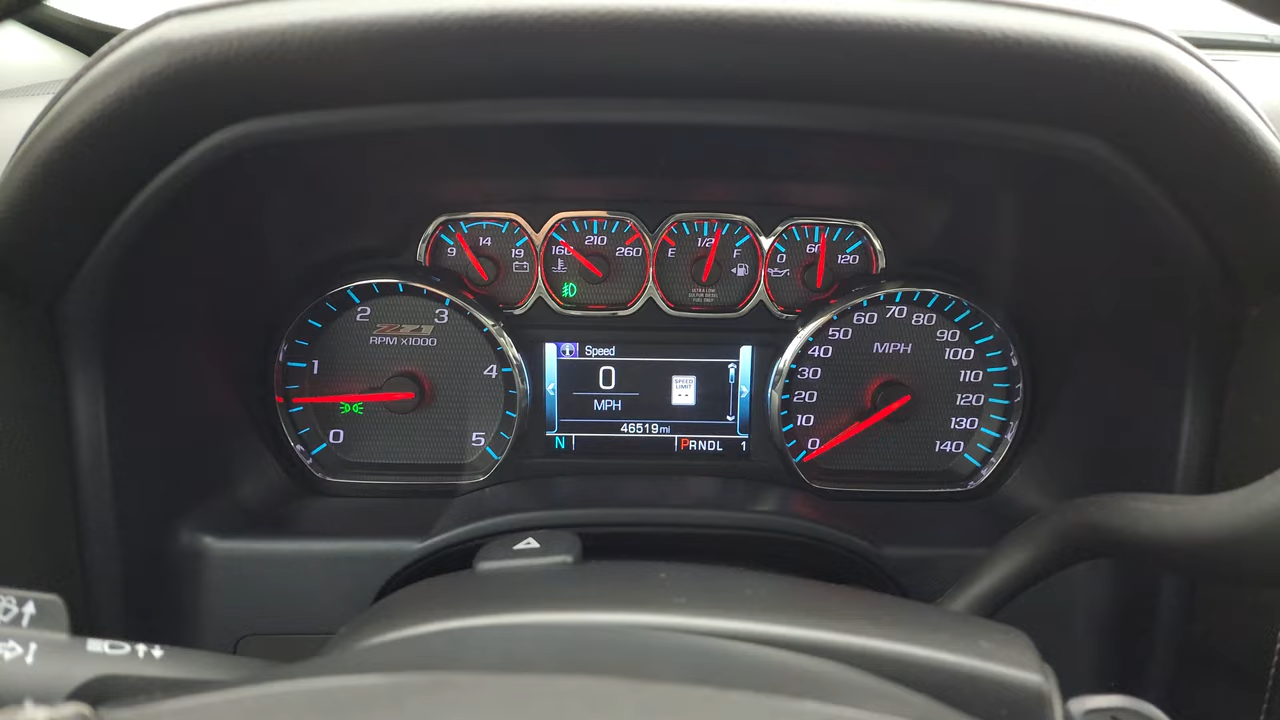 9 14 19
160 210 260
E 1/2 F
0 60 120
ULTRA LOW
SULFUR DIESEL
FUEL ONLY
0 1 2 3 4 5
Z71
RPM x1000
Speed
0
MPH
SPEED
LIMIT
--
46519 mi
N PRNDL 1
MPH
0 10 20 30 40 50 60 70 80 90 100 110 120 130 140